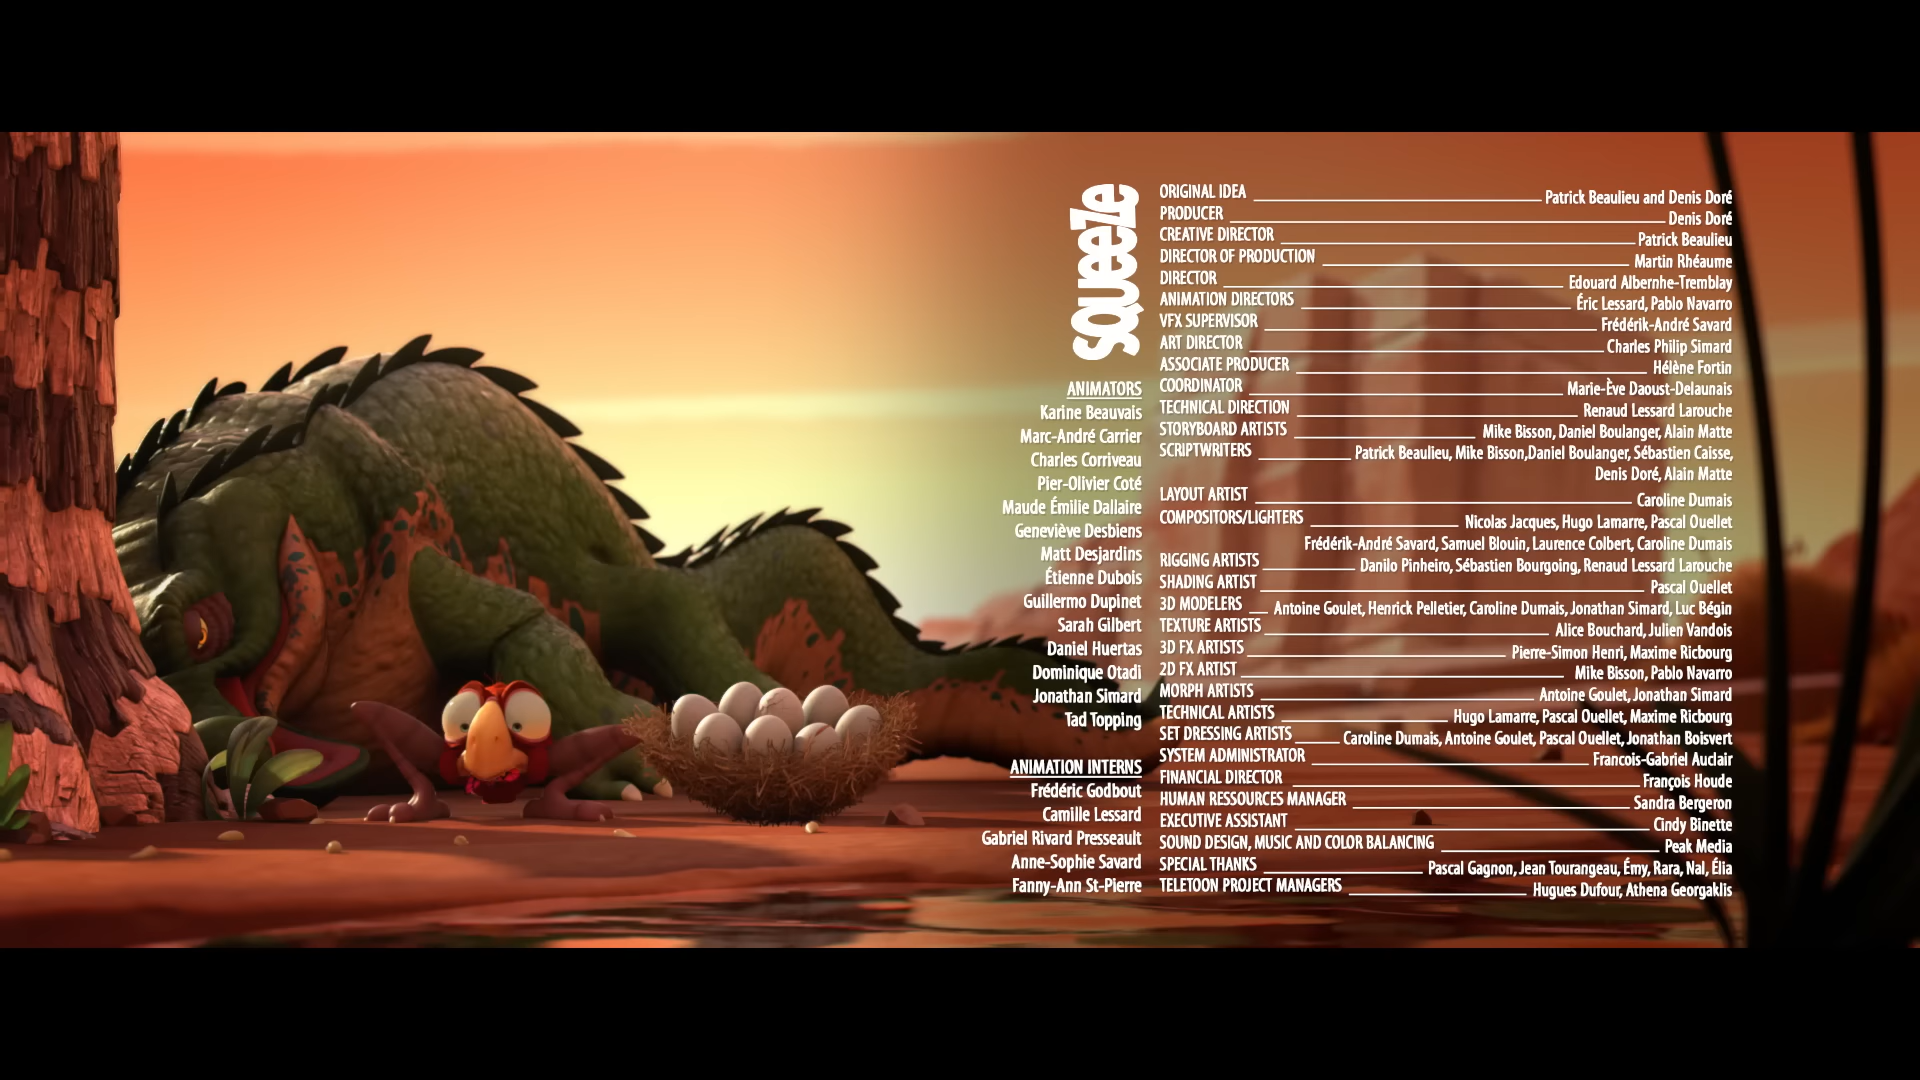 squeeze
ANIMATORS
Karine Beauvais
Marc-André Carrier
Charles Corriveau
Pier-Olivier Coté
Maude Émilie Dallaire
Geneviève Desbiens
Matt Desjardins
Étienne Dubois
Guillermo Dupinet
Sarah Gilbert
Daniel Huertas
Dominique Otadi
Jonathan Simard
Tad Topping
ANIMATION INTERNS
Frédéric Godbout
Camille Lessard
Gabriel Rivard Presseault
Anne-Sophie Savard
Fanny-Ann St-Pierre
ORIGINAL IDEA Patrick Beaulieu and Denis Doré
PRODUCER Denis Doré
CREATIVE DIRECTOR Patrick Beaulieu
DIRECTOR OF PRODUCTION Martin Rhéaume
DIRECTOR Edouard Albernhe-Tremblay
ANIMATION DIRECTORS Éric Lessard, Pablo Navarro
VFX SUPERVISOR Frédérik-André Savard
ART DIRECTOR Charles Philip Simard
ASSOCIATE PRODUCER Hélène Fortin
COORDINATOR Marie-Ève Daoust-Delaunais
TECHNICAL DIRECTION Renaud Lessard Larouche
STORYBOARD ARTISTS Mike Bisson, Daniel Boulanger, Alain Matte
SCRIPTWRITERS Patrick Beaulieu, Mike Bisson,Daniel Boulanger, Sébastien Caisse,
Denis Doré, Alain Matte
LAYOUT ARTIST Caroline Dumais
COMPOSITORS/LIGHTERS Nicolas Jacques, Hugo Lamarre, Pascal Ouellet
Frédérik-André Savard, Samuel Blouin, Laurence Colbert, Caroline Dumais
RIGGING ARTISTS Danilo Pinheiro, Sébastien Bourgoing, Renaud Lessard Larouche
SHADING ARTIST Pascal Ouellet
3D MODELERS Antoine Goulet, Henrick Pelletier, Caroline Dumais, Jonathan Simard, Luc Bégin
TEXTURE ARTISTS Alice Bouchard, Julien Vandois
3D FX ARTISTS Pierre-Simon Henri, Maxime Ricbourg
2D FX ARTIST Mike Bisson, Pablo Navarro
MORPH ARTISTS Antoine Goulet, Jonathan Simard
TECHNICAL ARTISTS Hugo Lamarre, Pascal Ouellet, Maxime Ricbourg
SET DRESSING ARTISTS Caroline Dumais, Antoine Goulet, Pascal Ouellet, Jonathan Boisvert
SYSTEM ADMINISTRATOR Francois-Gabriel Auclair
FINANCIAL DIRECTOR François Houde
HUMAN RESSOURCES MANAGER Sandra Bergeron
EXECUTIVE ASSISTANT Cindy Binette
SOUND DESIGN, MUSIC AND COLOR BALANCING Peak Media
SPECIAL THANKS Pascal Gagnon, Jean Tourangeau, Émy, Rara, Nal, Élia
TELETOON PROJECT MANAGERS Hugues Dufour, Athena Georgaklis